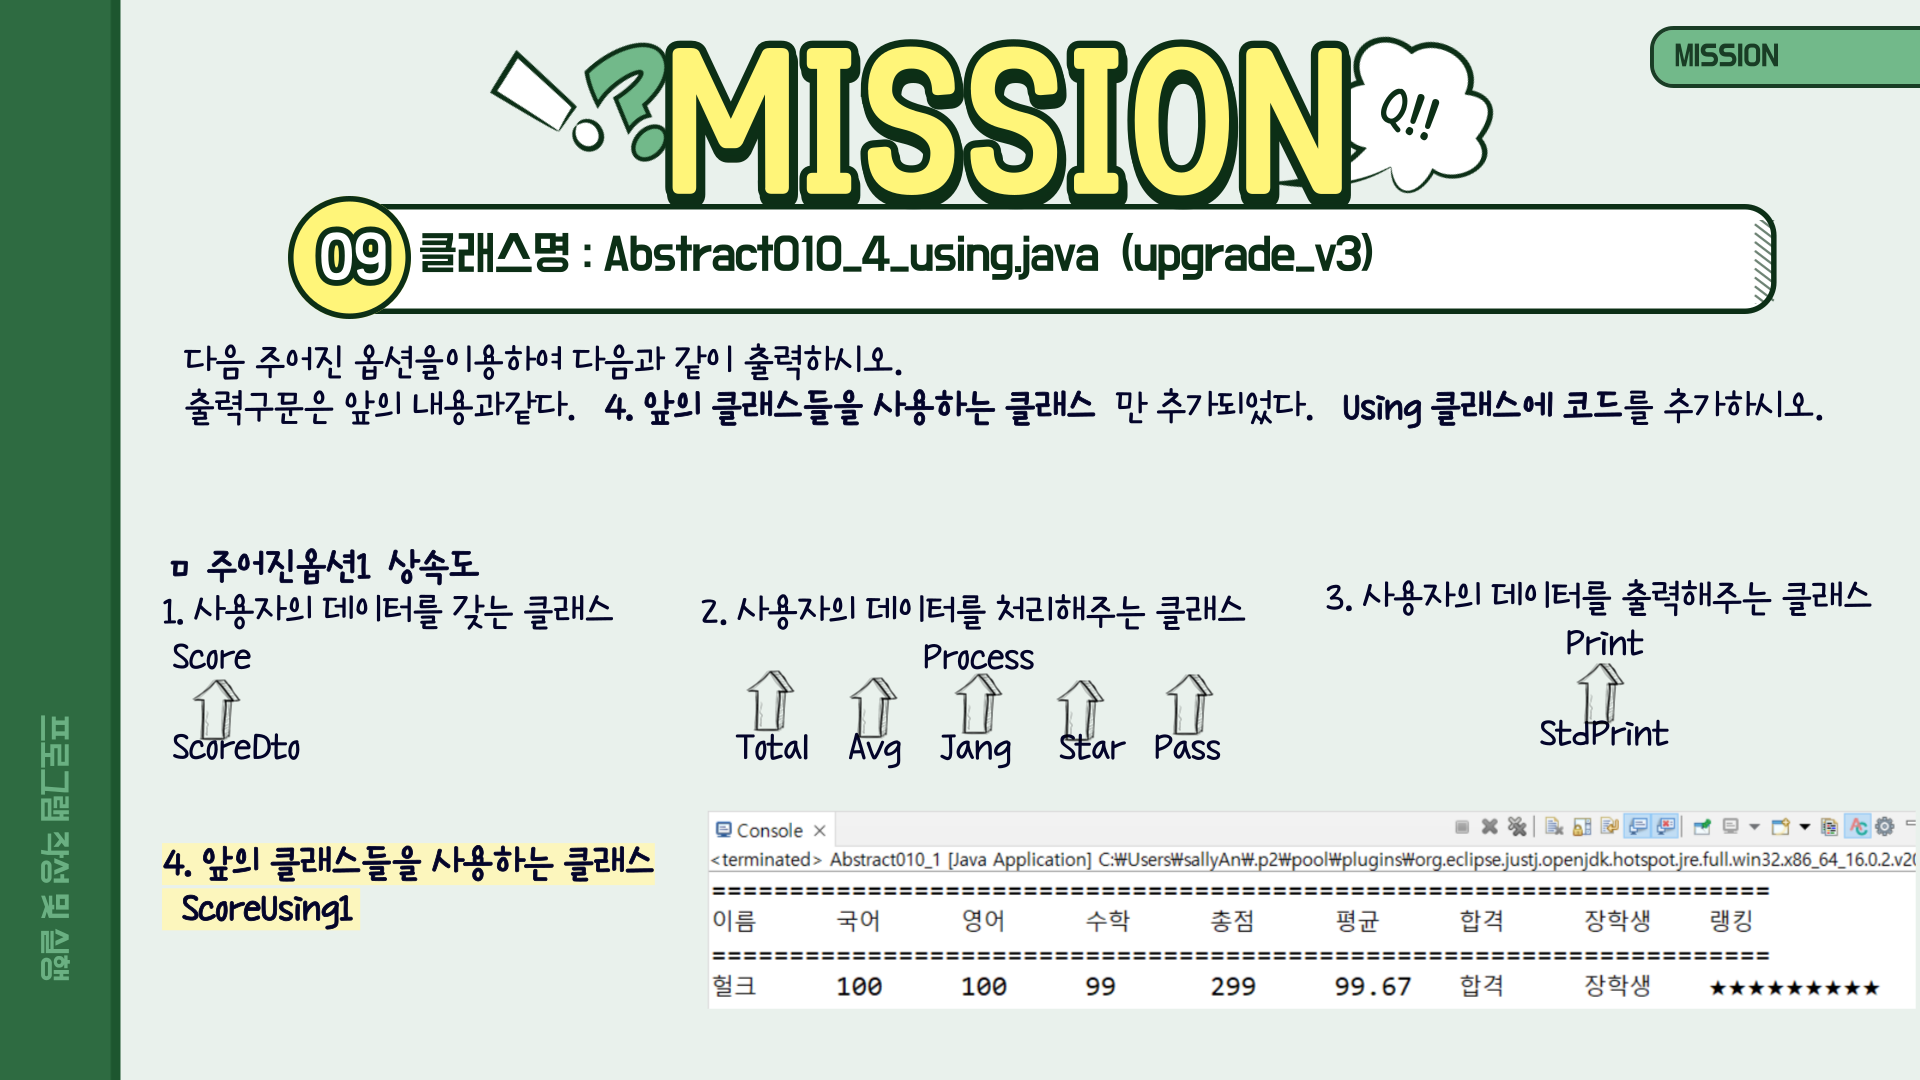 MISSION
MISSION
Q!!
09 클래스명 : Abstract010_4_using.java (upgrade_v3)
다음 주어진 옵션을이용하여 다음과 같이 출력하시오.
출력구문은 앞의 내용과같다. 4. 앞의 클래스들을 사용하는 클래스 만 추가되었다. Using 클래스에 코드를 추가하시오.
ㅁ 주어진옵션1 상속도
1. 사용자의 데이터를 갖는 클래스
Score
ScoreDto
2. 사용자의 데이터를 처리해주는 클래스
Process
Total Avg Jang Star Pass
3. 사용자의 데이터를 출력해주는 클래스
Print
StdPrint
4. 앞의 클래스들을 사용하는 클래스
ScoreUsing1
Console
<terminated> Abstract010_1 [Java Application] C:₩Users₩sallyAn₩.p2₩pool₩plugins₩org.eclipse.justj.openjdk.hotspot.jre.full.win32.x86_64_16.0.2.v20
이름 국어 영어 수학 총점 평균 합격 장학생 랭킹
헐크 100 100 99 299 99.67 합격 장학생 ★★★★★★★★★
프로그램 작성 및 실행